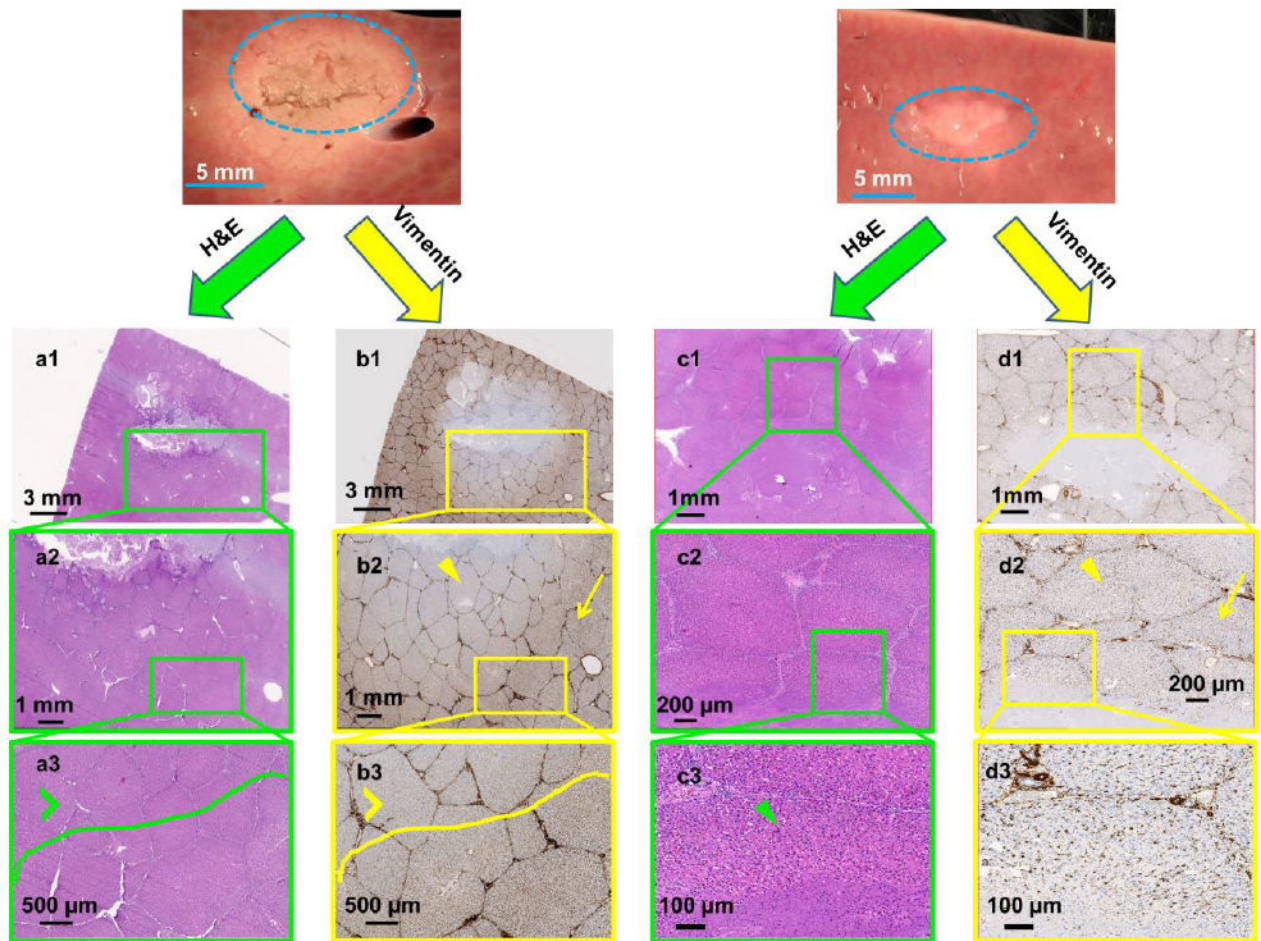 5 mm
5 mm
H&E
Vimentin
H&E
Vimentin
a1
b1
c1
d1
3 mm
3 mm
1mm
1mm
a2
b2
c2
d2
1 mm
1 mm
200 µm
200 µm
a3
b3
c3
d3
500 µm
500 µm
100 µm
100 µm